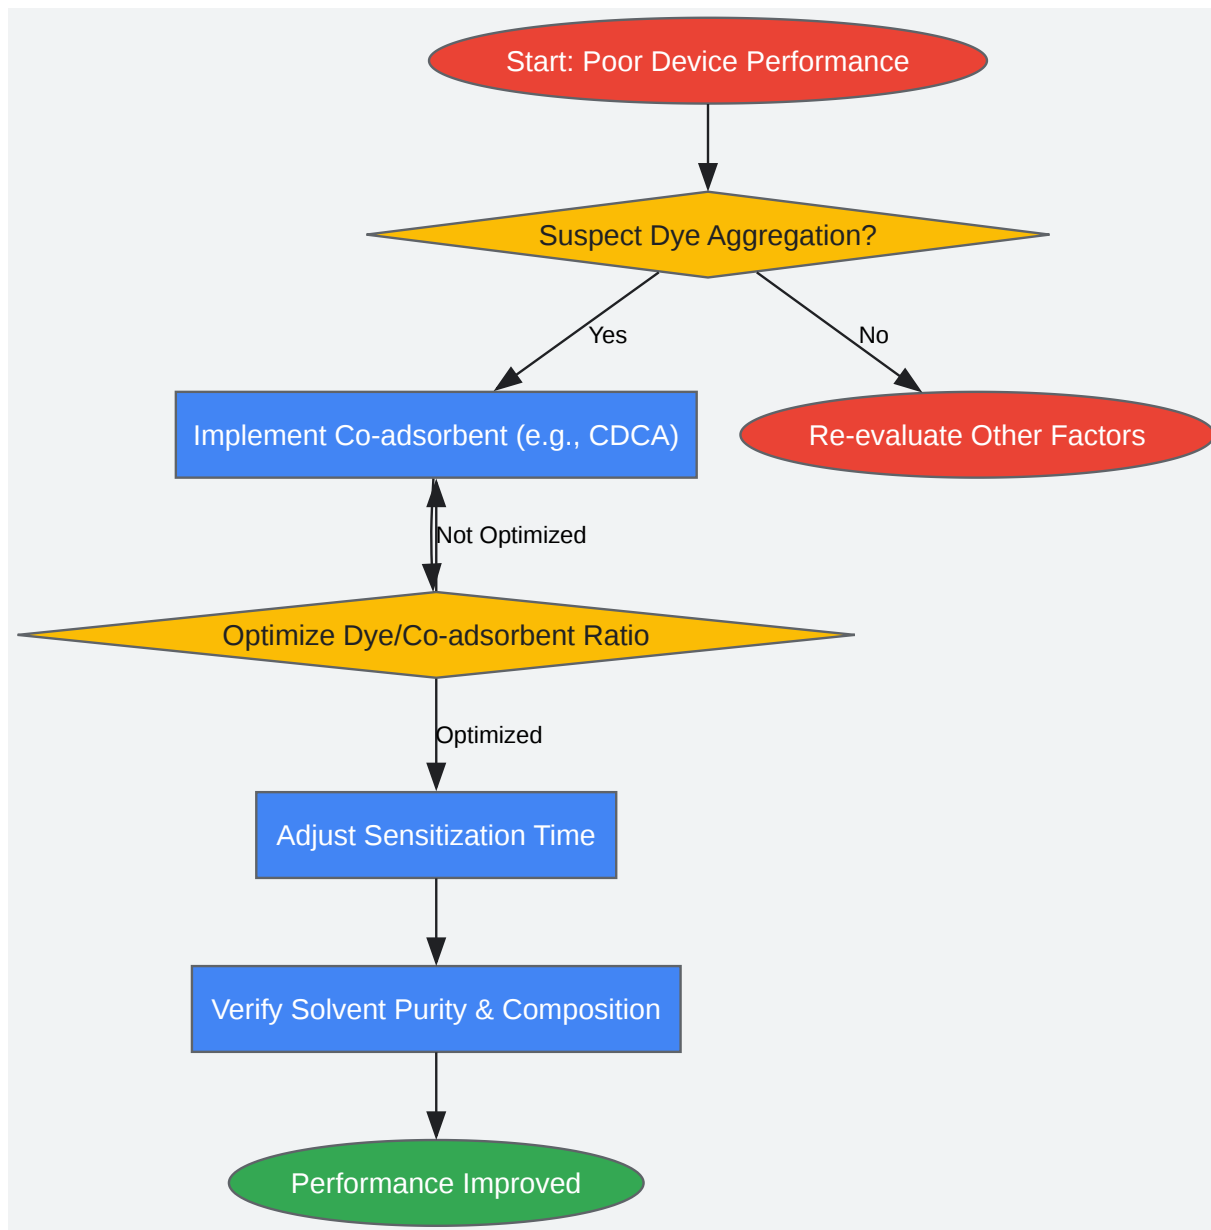 Start: Poor Device Performance
Suspect Dye Aggregation?
Yes
No
Implement Co-adsorbent (e.g., CDCA)
Re-evaluate Other Factors
Not Optimized
Optimize Dye/Co-adsorbent Ratio
Optimized
Adjust Sensitization Time
Verify Solvent Purity & Composition
Performance Improved